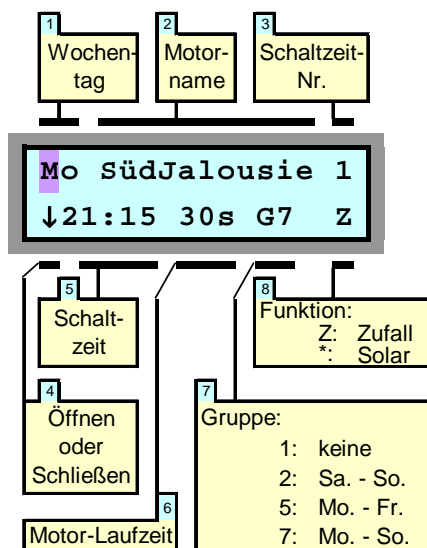 1
Wochen-
tag
2
Motor-
name
3
Schaltzeit-
Nr.
Mo SüdJalousie 1
↓21:15 30s G7 Z
5
Schalt-
zeit
8
Funktion:
Z: Zufall
*: Solar
4
Öffnen
oder
Schließen
7
Gruppe:
1: keine
2: Sa. - So.
5: Mo. - Fr.
7: Mo. - So.
6
Motor-Laufzeit